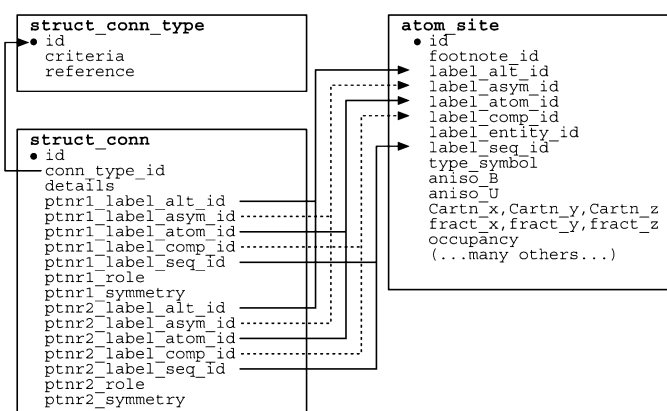 struct_conn_type
● id
criteria
reference
struct_conn
● id
conn_type_id
details
ptnr1_label_alt_id
ptnr1_label_asym_id
ptnr1_label_atom_id
ptnr1_label_comp_id
ptnr1_label_seq_id
ptnr1_role
ptnr1_symmetry
ptnr2_label_alt_id
ptnr2_label_asym_id
ptnr2_label_atom_id
ptnr2_label_comp_id
ptnr2_label_seq_id
ptnr2_role
ptnr2_symmetry
atom_site
● id
footnote_id
label_alt_id
label_asym_id
label_atom_id
label_comp_id
label_entity_id
label_seq_id
type_symbol
aniso_B
aniso_U
Cartn_x,Cartn_y,Cartn_z
fract_x,fract_y,fract_z
occupancy
(...many others...)